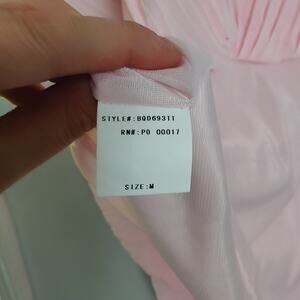 STYLE#: BQD69311
RN#: PO 00017
SIZE: M